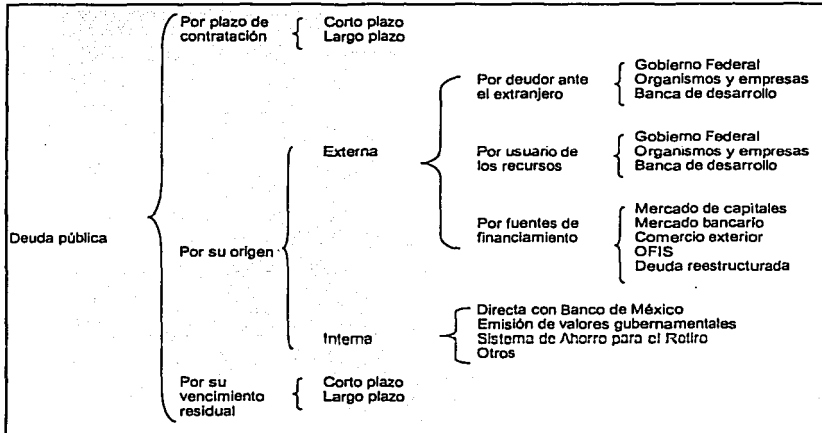 Por plazo de
contratación
Corto plazo
Largo plazo
Por deudor ante
el extranjero
Gobierno Federal
Organismos y empresas
Banca de desarrollo
Externa
Por usuario de
los recursos
Gobierno Federal
Organismos y empresas
Banca de desarrollo
Por fuentes de
financiamiento
Mercado de capitales
Mercado bancario
Comercio exterior
OFIS
Deuda reestructurada
Deuda pública
Por su origen
Interna
Directa con Banco de México
Emisión de valores gubernamentales
Sistema de Ahorro para el Retiro
Otros
Por su
vencimiento
residual
Corto plazo
Largo plazo